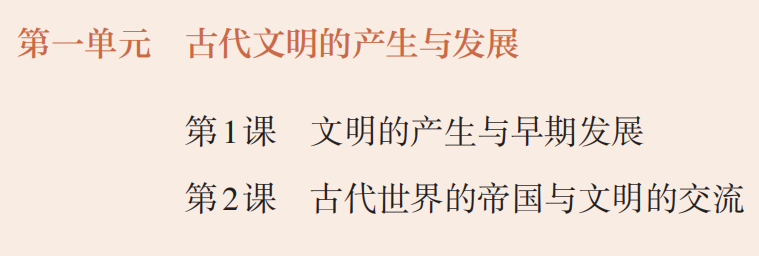 第一单元　古代文明的产生与发展
第1课　文明的产生与早期发展
第2课　古代世界的帝国与文明的交流